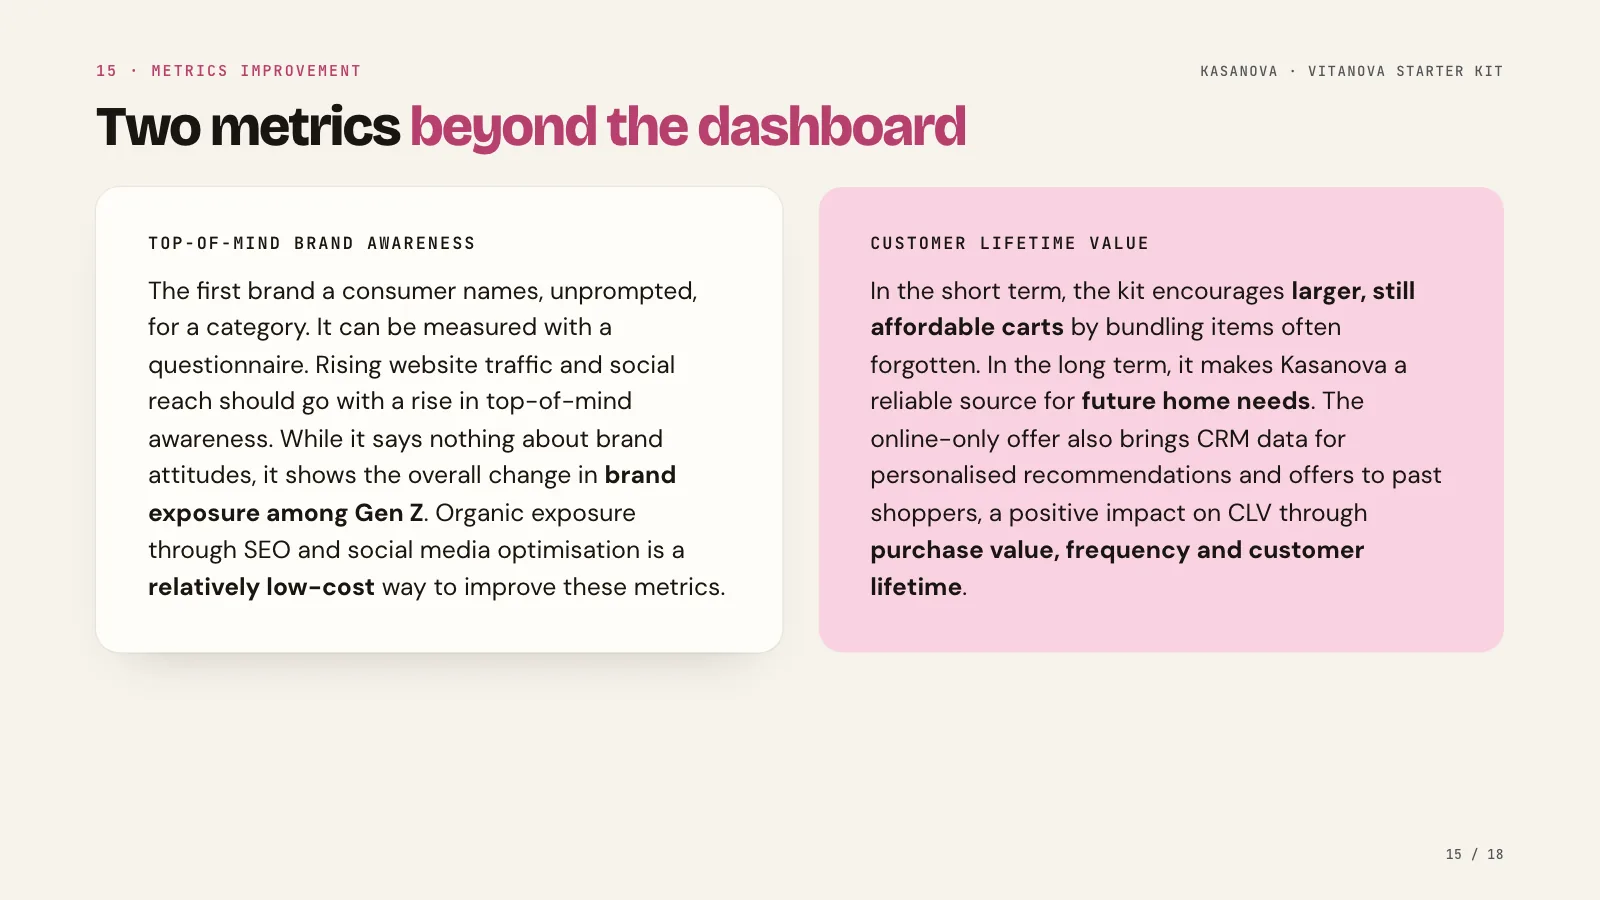 15 · METRICS IMPROVEMENT
KASANOVA · VITANOVA STARTER KIT
Two metrics beyond the dashboard
TOP-OF-MIND BRAND AWARENESS
The first brand a consumer names, unprompted,
for a category. It can be measured with a
questionnaire. Rising website traffic and social
reach should go with a rise in top-of-mind
awareness. While it says nothing about brand
attitudes, it shows the overall change in brand
exposure among Gen Z. Organic exposure
through SEO and social media optimisation is a
relatively low-cost way to improve these metrics.
CUSTOMER LIFETIME VALUE
In the short term, the kit encourages larger, still
affordable carts by bundling items often
forgotten. In the long term, it makes Kasanova a
reliable source for future home needs. The
online-only offer also brings CRM data for
personalised recommendations and offers to past
shoppers, a positive impact on CLV through
purchase value, frequency and customer
lifetime.
15 / 18